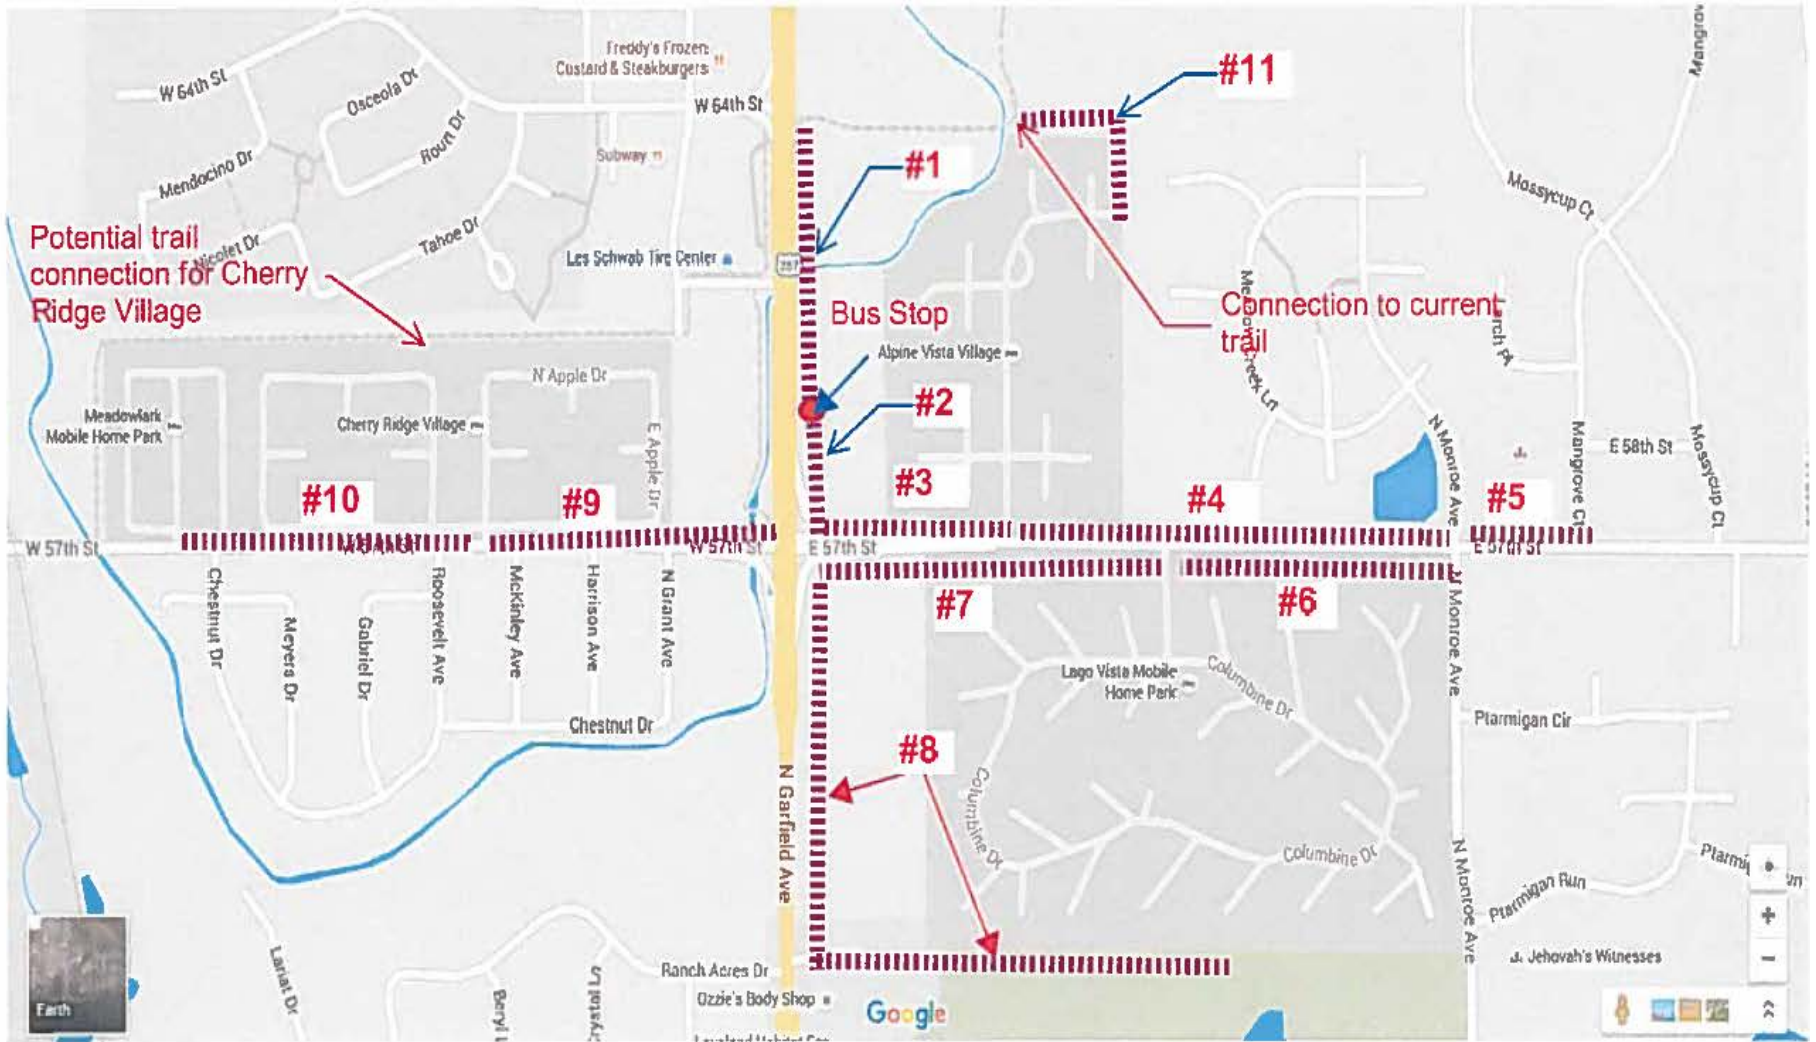 Freddy's Frozen
Custard & Steakburgers
W 64th St
Osceola Dr
W 64th St
#11
Rourt Dr
Subway
#1
Mendocino Dr
Mossycup Ct
Potential trail
connection for Cherry
Ridge Village
Nicolet Dr
Tahoe Dr
Les Schwab Tire Center
287
Bus Stop
Connection to current
trail
Alpine Vista Village
N Apple Dr
Meadowlark
Mobile Home Park
Cherry Ridge Village
E Apple Dr
#2
N Monroe Ave
Mangrove Ct
E 58th St
Mossycup Ct
#10
#9
#3
#4
#5
W 57th St
W 57th St
E 57th St
E 57th St
#7
#6
Chestnut Dr
Meyers Dr
Gabriel Dr
Roosevelt Ave
McKinley Ave
Harrison Ave
N Grant Ave
N Monroe Ave
Lago Vista Mobile
Home Park
Columbine Dr
Ptarmigan Cir
Chestnut Dr
#8
N Garfield Ave
Columbine Dr
Columbine Dr
N Monroe Ave
Ptarmigan Run
Lariat Dr
Ranch Acres Dr
Jehovah's Witnesses
Ozzie's Body Shop
Beryl L
Crystal Ln
Earth
Google